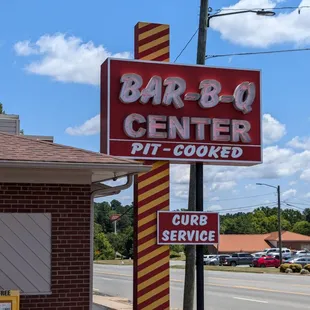 BAR-B-Q
CENTER
PIT-COOKED
CURB
SERVICE